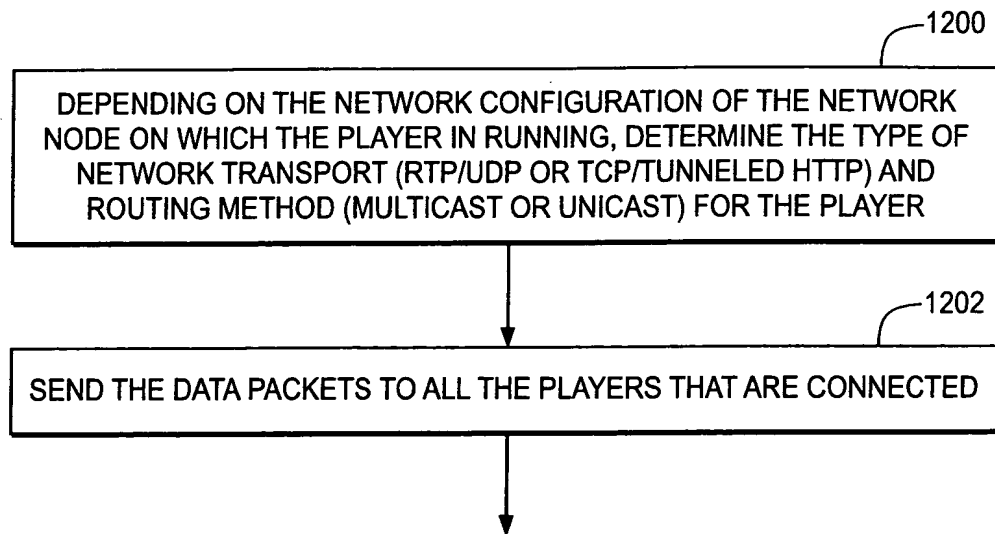 1200
DEPENDING ON THE NETWORK CONFIGURATION OF THE NETWORK
NODE ON WHICH THE PLAYER IN RUNNING, DETERMINE THE TYPE OF
NETWORK TRANSPORT (RTP/UDP OR TCP/TUNNELED HTTP) AND
ROUTING METHOD (MULTICAST OR UNICAST) FOR THE PLAYER
1202
SEND THE DATA PACKETS TO ALL THE PLAYERS THAT ARE CONNECTED